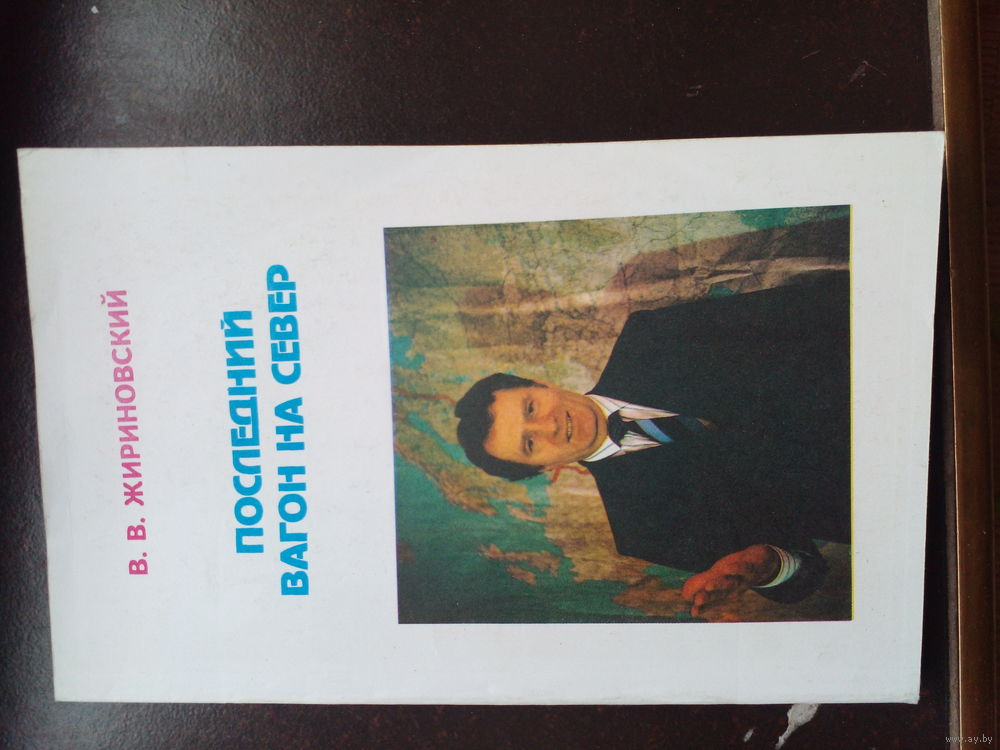 В. В. ЖИРИНОВСКИЙ
ПОСЛЕДНИЙ
ВАГОН НА СЕВЕР
www.ay.by